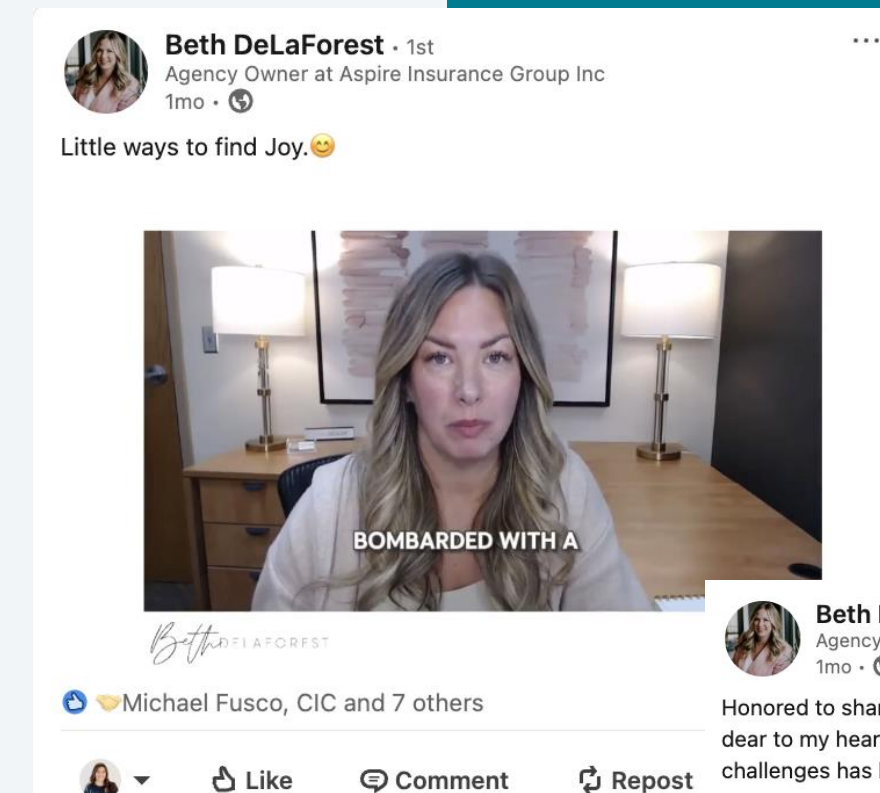 Beth DeLaForest · 1st
Agency Owner at Aspire Insurance Group Inc
1mo ·
Little ways to find Joy.😊
BOMBARDED WITH A
Beth DELAFOREST
Michael Fusco, CIC and 7 others
Like Comment Repost
Beth
Agency
1mo ·
Honored to shar
dear to my hear
challenges has